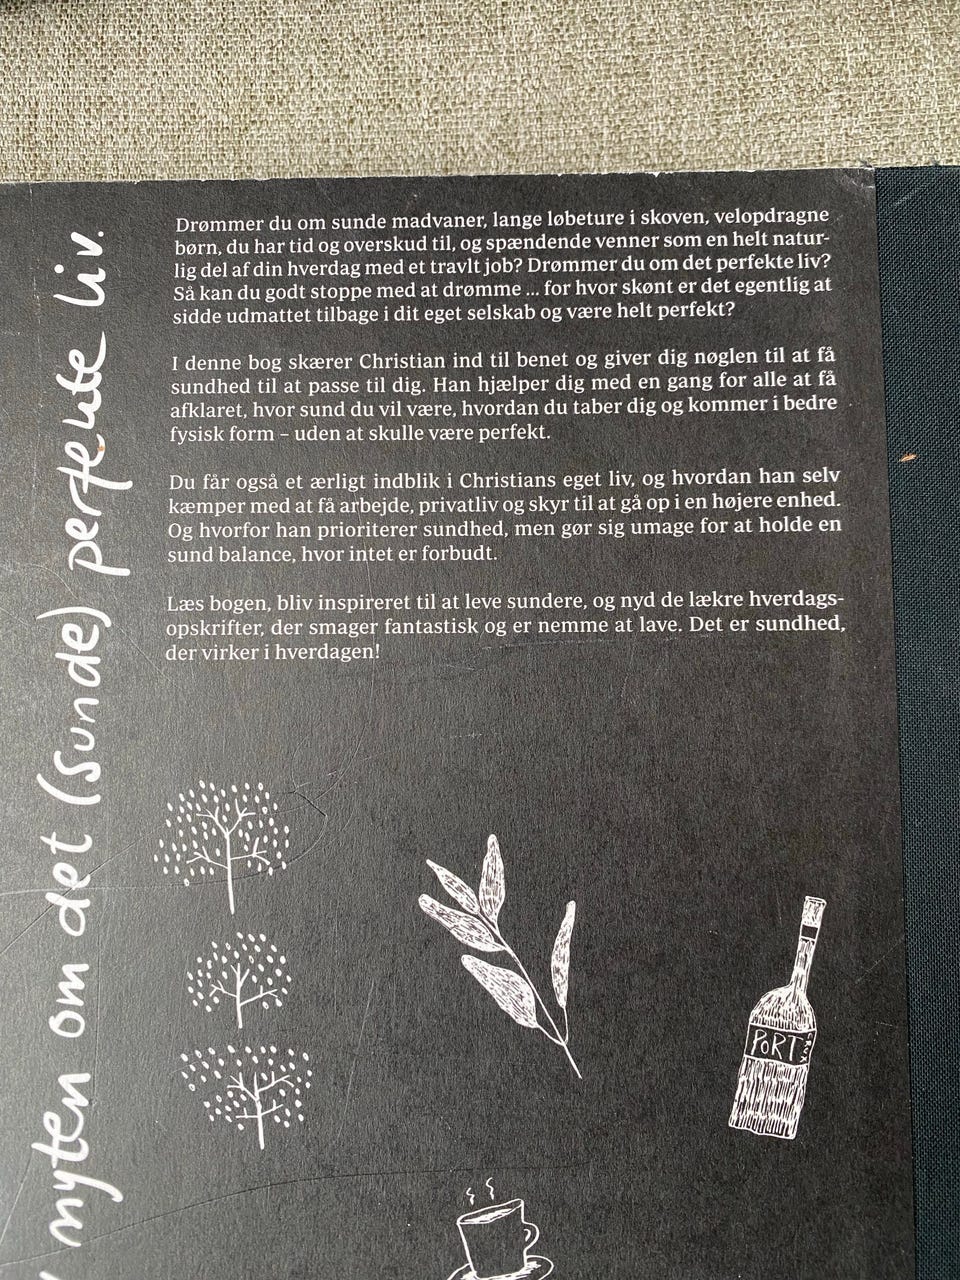 myten om det (sunde) perfekte liv.
Drømmer du om sunde madvaner, lange løbeture i skoven, velopdragne
børn, du har tid og overskud til, og spændende venner som en helt natur-
lig del af din hverdag med et travlt job? Drømmer du om det perfekte liv?
Så kan du godt stoppe med at drømme ... for hvor skønt er det egentlig at
sidde udmattet tilbage i dit eget selskab og være helt perfekt?
I denne bog skærer Christian ind til benet og giver dig nøglen til at få
sundhed til at passe til dig. Han hjælper dig med en gang for alle at få
afklaret, hvor sund du vil være, hvordan du taber dig og kommer i bedre
fysisk form – uden at skulle være perfekt.
Du får også et ærligt indblik i Christians eget liv, og hvordan han selv
kæmper med at få arbejde, privatliv og skyr til at gå op i en højere enhed.
Og hvorfor han prioriterer sundhed, men gør sig umage for at holde en
sund balance, hvor intet er forbudt.
Læs bogen, bliv inspireret til at leve sundere, og nyd de lækre hverdags-
opskrifter, der smager fantastisk og er nemme at lave. Det er sundhed,
der virker i hverdagen!
PORT